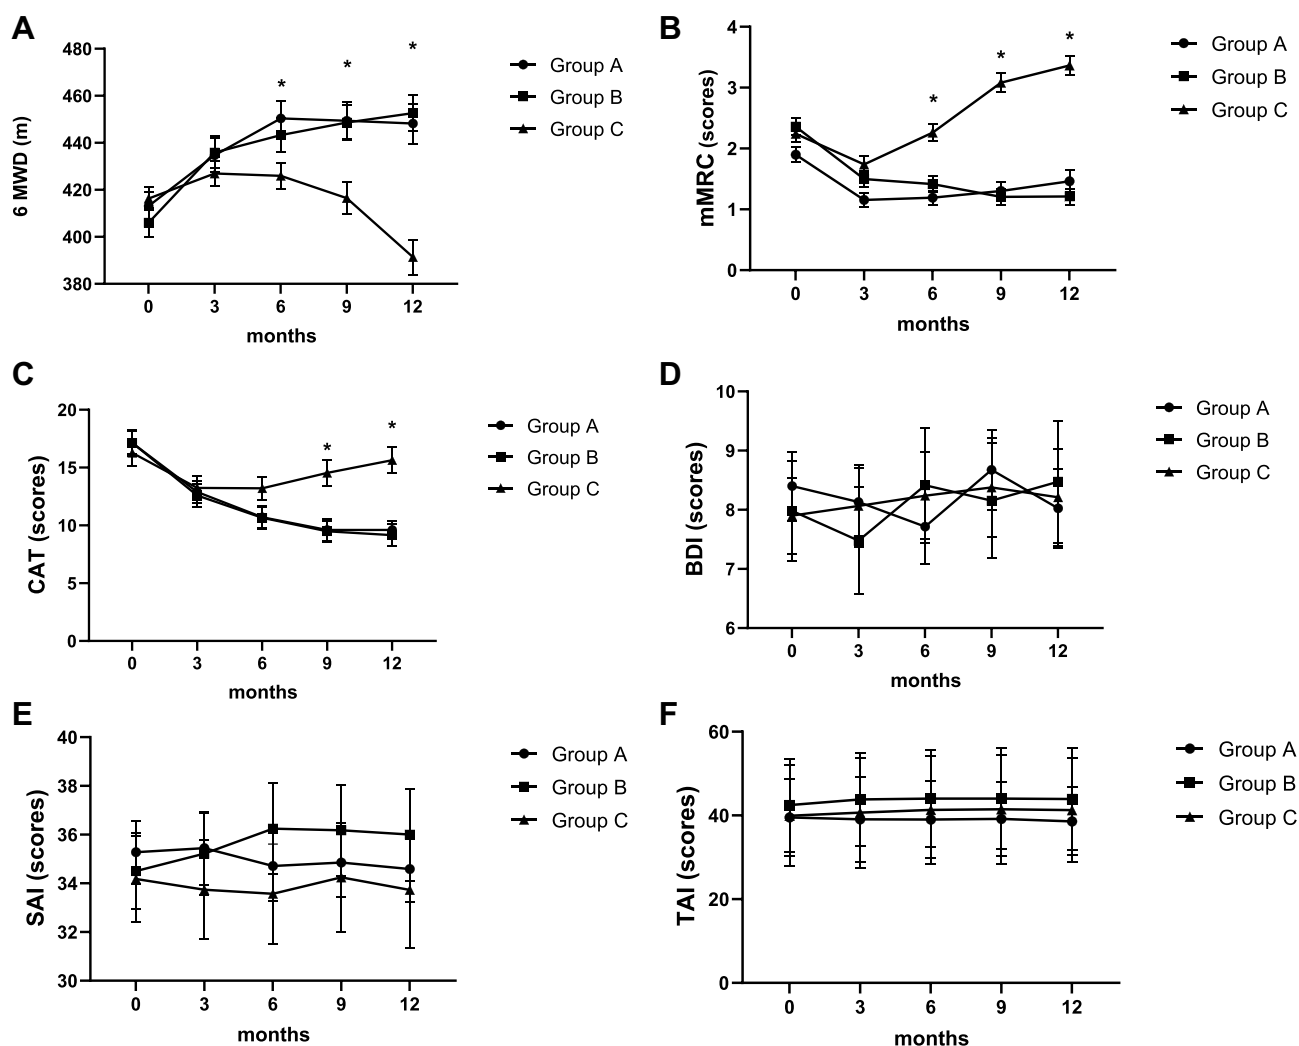 A
6 MWD (m)
480
460
440
420
400
380
*
*
*
0 3 6 9 12
months
Group A
Group B
Group C
B
mMRC (scores)
4
3
2
1
0
*
*
*
0 3 6 9 12
months
Group A
Group B
Group C
C
CAT (scores)
20
15
10
5
0
*
*
0 3 6 9 12
months
Group A
Group B
Group C
D
BDI (scores)
10
9
8
7
6
0 3 6 9 12
months
Group A
Group B
Group C
E
SAI (scores)
40
38
36
34
32
30
0 3 6 9 12
months
Group A
Group B
Group C
F
TAI (scores)
60
40
20
0
0 3 6 9 12
months
Group A
Group B
Group C